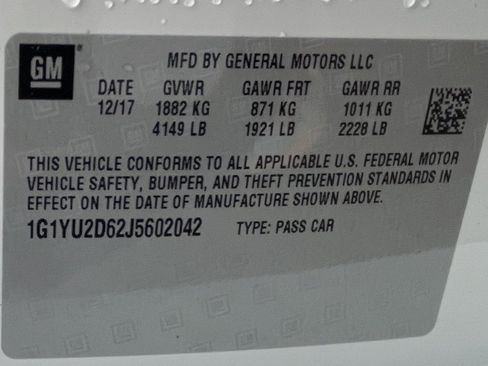 GM
MFD BY GENERAL MOTORS LLC
DATE GVWR GAWR FRT GAWR RR
12/17 1882 KG 871 KG 1011 KG
4149 LB 1921 LB 2228 LB
THIS VEHICLE CONFORMS TO ALL APPLICABLE U.S. FEDERAL MOTOR
VEHICLE SAFETY, BUMPER, AND THEFT PREVENTION STANDARDS IN
EFFECT ON THE DATE OF MANUFACTURE SHOWN ABOVE.
1G1YU2D62J5602042 TYPE: PASS CAR